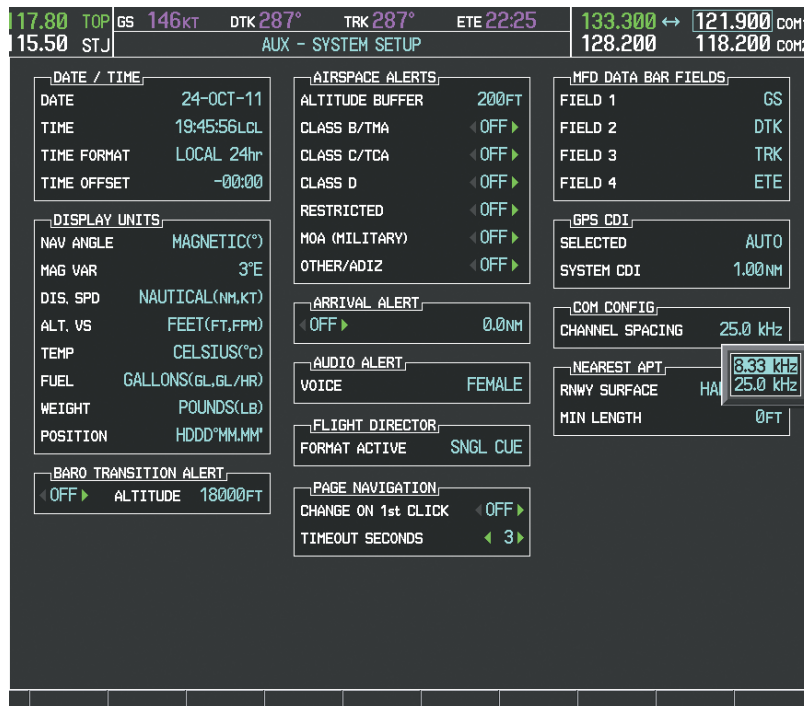 17.80 TOP GS 146KT DTK 287° TRK 287° ETE 22:25 133.300 ↔ 121.900 COM1
15.50 STJ AUX - SYSTEM SETUP 128.200 118.200 COM2
DATE / TIME
DATE 24-OCT-11
TIME 19:45:56LCL
TIME FORMAT LOCAL 24hr
TIME OFFSET -00:00
DISPLAY UNITS
NAV ANGLE MAGNETIC(°)
MAG VAR 3°E
DIS, SPD NAUTICAL(NM,KT)
ALT, VS FEET(FT,FPM)
TEMP CELSIUS(°C)
FUEL GALLONS(GL,GL/HR)
WEIGHT POUNDS(LB)
POSITION HDDD°MM.MM'
BARO TRANSITION ALERT
OFF ALTITUDE 18000FT
AIRSPACE ALERTS
ALTITUDE BUFFER 200FT
CLASS B/TMA OFF
CLASS C/TCA OFF
CLASS D OFF
RESTRICTED OFF
MOA (MILITARY) OFF
OTHER/ADIZ OFF
ARRIVAL ALERT
OFF 0.0NM
AUDIO ALERT
VOICE FEMALE
FLIGHT DIRECTOR
FORMAT ACTIVE SNGL CUE
PAGE NAVIGATION
CHANGE ON 1st CLICK OFF
TIMEOUT SECONDS 3
MFD DATA BAR FIELDS
FIELD 1 GS
FIELD 2 DTK
FIELD 3 TRK
FIELD 4 ETE
GPS CDI
SELECTED AUTO
SYSTEM CDI 1.00NM
COM CONFIG
CHANNEL SPACING 25.0 kHz
8.33 kHz
25.0 kHz
NEAREST APT
RNWY SURFACE HA
MIN LENGTH 0FT